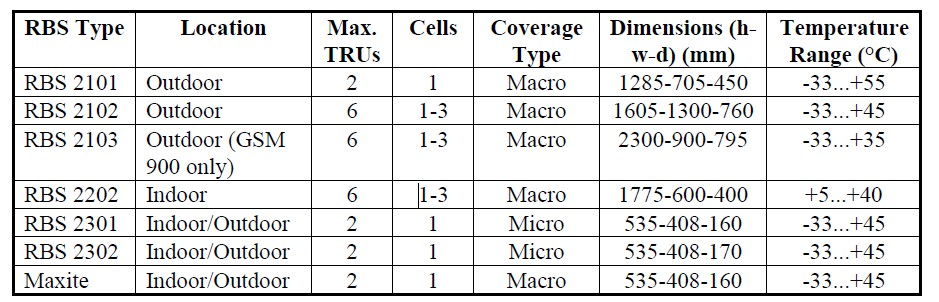 RBS Type Location Max. TRUs Cells Coverage Type Dimensions (h-w-d) (mm) Temperature Range (°C)
RBS 2101 Outdoor 2 1 Macro 1285-705-450 -33...+55
RBS 2102 Outdoor 6 1-3 Macro 1605-1300-760 -33...+45
RBS 2103 Outdoor (GSM 900 only) 6 1-3 Macro 2300-900-795 -33...+35
RBS 2202 Indoor 6 1-3 Macro 1775-600-400 +5...+40
RBS 2301 Indoor/Outdoor 2 1 Micro 535-408-160 -33...+45
RBS 2302 Indoor/Outdoor 2 1 Micro 535-408-170 -33...+45
Maxite Indoor/Outdoor 2 1 Macro 535-408-160 -33...+45